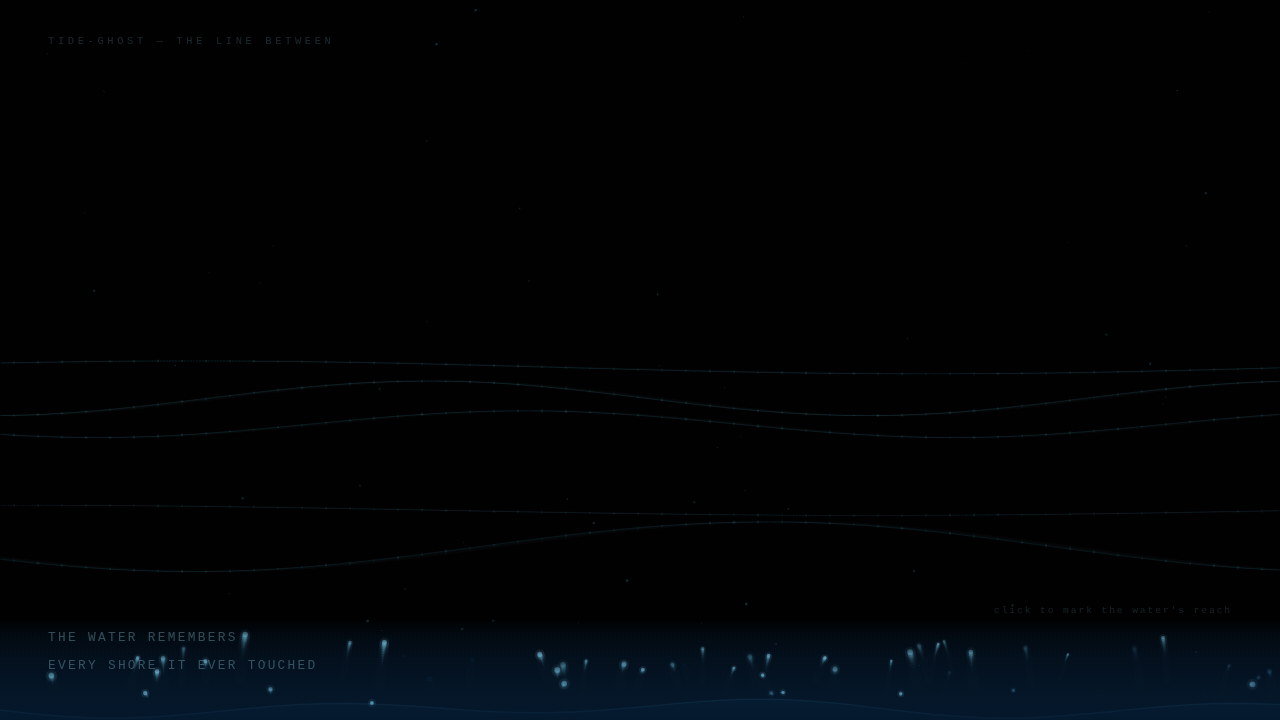 TIDE-GHOST — THE LINE BETWEEN
click to mark the water's reach
THE WATER REMEMBERS
EVERY SHORE IT EVER TOUCHED